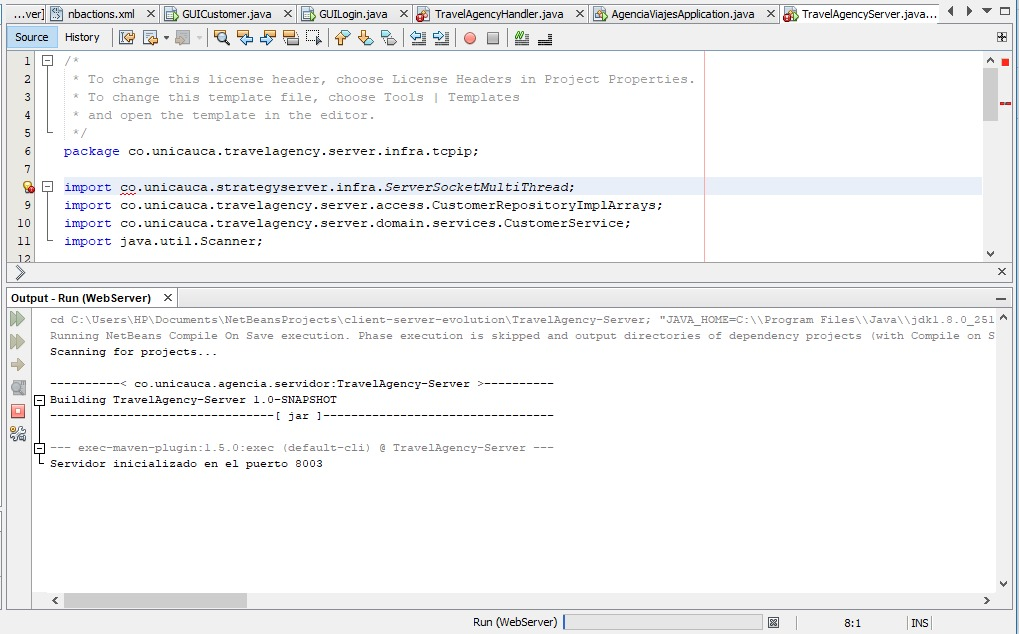 ...ver] nbactions.xml GUICustomer.java GUILogin.java TravelAgencyHandler.java AgenciaViajesApplication.java TravelAgencyServer.java...
Source History
1 /*
2 * To change this license header, choose License Headers in Project Properties.
3 * To change this template file, choose Tools | Templates
4 * and open the template in the editor.
5 */
6 package co.unicauca.travelagency.server.infra.tcpip;
7
import co.unicauca.strategyserver.infra.ServerSocketMultiThread;
9 import co.unicauca.travelagency.server.access.CustomerRepositoryImplArrays;
10 import co.unicauca.travelagency.server.domain.services.CustomerService;
11 import java.util.Scanner;
12
Output - Run (WebServer)
cd C:\Users\HP\Documents\NetBeansProjects\client-server-evolution\TravelAgency-Server; "JAVA_HOME=C:\\Program Files\\Java\\jdk1.8.0_251
Running NetBeans Compile On Save execution. Phase execution is skipped and output directories of dependency projects (with Compile on S
Scanning for projects...
----------< co.unicauca.agencia.servidor:TravelAgency-Server >----------
Building TravelAgency-Server 1.0-SNAPSHOT
--------------------------------[ jar ]---------------------------------
--- exec-maven-plugin:1.5.0:exec (default-cli) @ TravelAgency-Server ---
Servidor inicializado en el puerto 8003
Run (WebServer) 8:1 INS